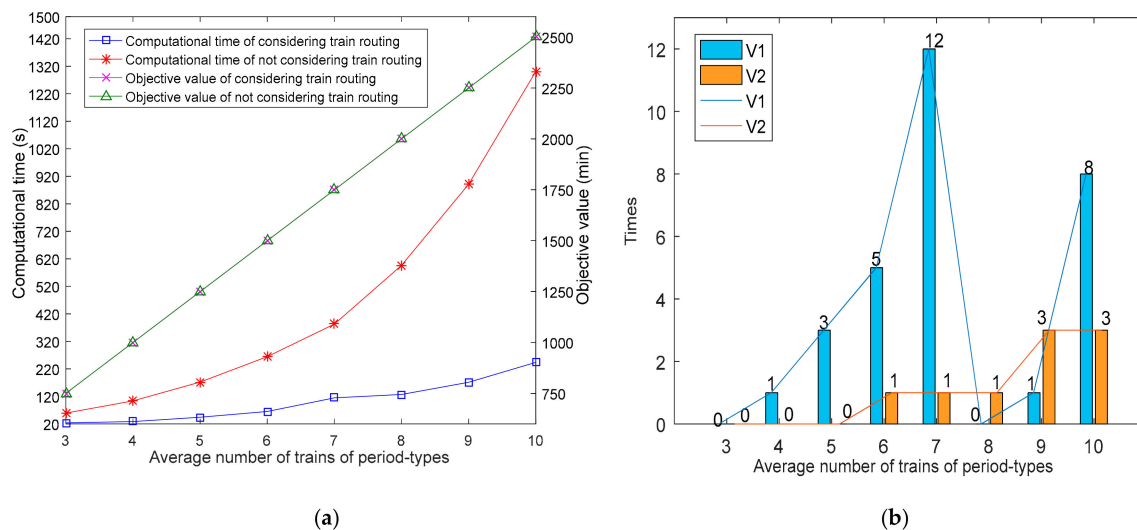 1500
1420
1320
1220
1120
1020
920
820
720
620
520
420
320
220
120
20
Computational time (s)
Computational time of considering train routing
Computational time of not considering train routing
Objective value of considering train routing
Objective value of not considering train routing
2500
2250
2000
1750
1500
1250
1000
750
Objective value (min)
3 4 5 6 7 8 9 10
Average number of trains of period-types
(a)
12
10
8
6
4
2
0
Times
V1
V2
V1
V2
0 0 1 0 3 0 5 1 12 1 0 1 1 3 8 3
3 4 5 6 7 8 9 10
Average number of trains of period-types
(b)